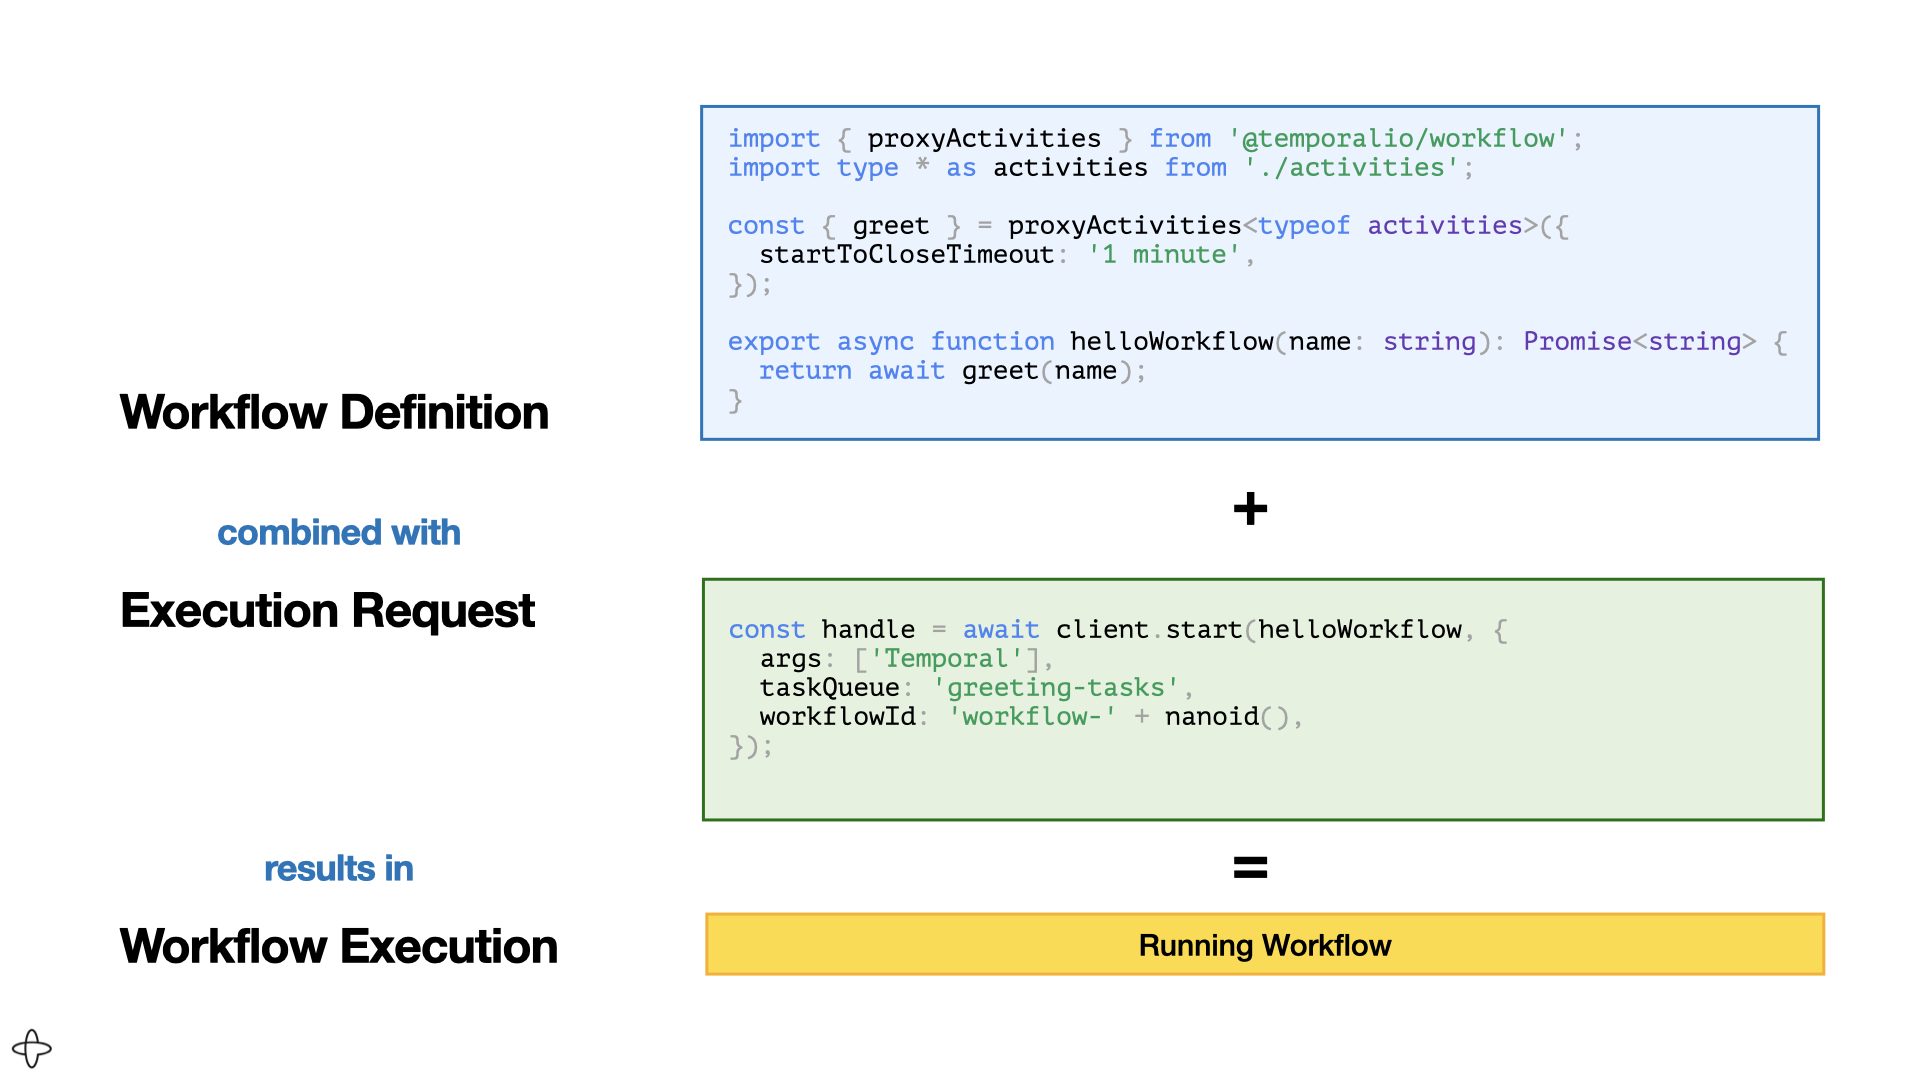 import { proxyActivities } from '@temporalio/workflow';
import type * as activities from './activities';
const { greet } = proxyActivities<typeof activities>({
  startToCloseTimeout: '1 minute',
});
export async function helloWorkflow(name: string): Promise<string> {
  return await greet(name);
}
Workflow Definition
+
combined with
Execution Request
const handle = await client.start(helloWorkflow, {
  args: ['Temporal'],
  taskQueue: 'greeting-tasks',
  workflowId: 'workflow-' + nanoid(),
});
results in
=
Workflow Execution
Running Workflow